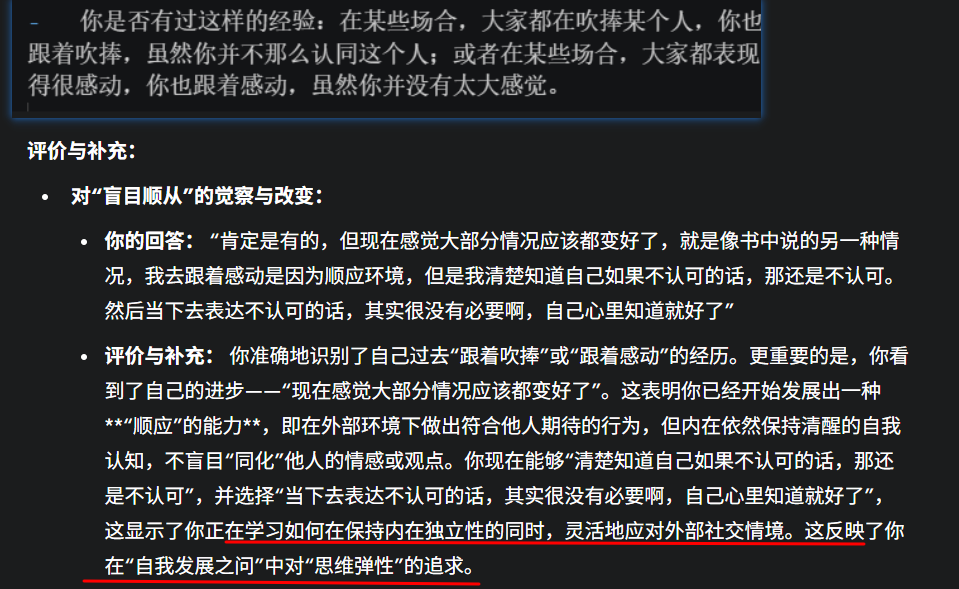 - 你是否有过这样的经验：在某些场合，大家都在吹捧某个人，你也
跟着吹捧，虽然你并不那么认同这个人；或者在某些场合，大家都表现
得很感动，你也跟着感动，虽然你并没有太大感觉。
评价与补充：
• 对“盲目顺从”的觉察与改变：
• 你的回答： “肯定是有的，但现在感觉大部分情况应该都变好了，就是像书中说的另一种情
况，我去跟着感动是因为顺应环境，但是我清楚知道自己如果不认可的话，那还是不认可。
然后当下去表达不认可的话，其实很没有必要啊，自己心里知道就好了”
• 评价与补充： 你准确地识别了自己过去“跟着吹捧”或“跟着感动”的经历。更重要的是，你看
到了自己的进步——“现在感觉大部分情况应该都变好了”。这表明你已经开始发展出一种
**“顺应”的能力**，即在外部环境下做出符合他人期待的行为，但内在依然保持清醒的自我
认知，不盲目“同化”他人的情感或观点。你现在能够“清楚知道自己如果不认可的话，那还
是不认可”，并选择“当下去表达不认可的话，其实很没有必要啊，自己心里知道就好了”，
这显示了你正在学习如何在保持内在独立性的同时，灵活地应对外部社交情境。这反映了你
在“自我发展之问”中对“思维弹性”的追求。